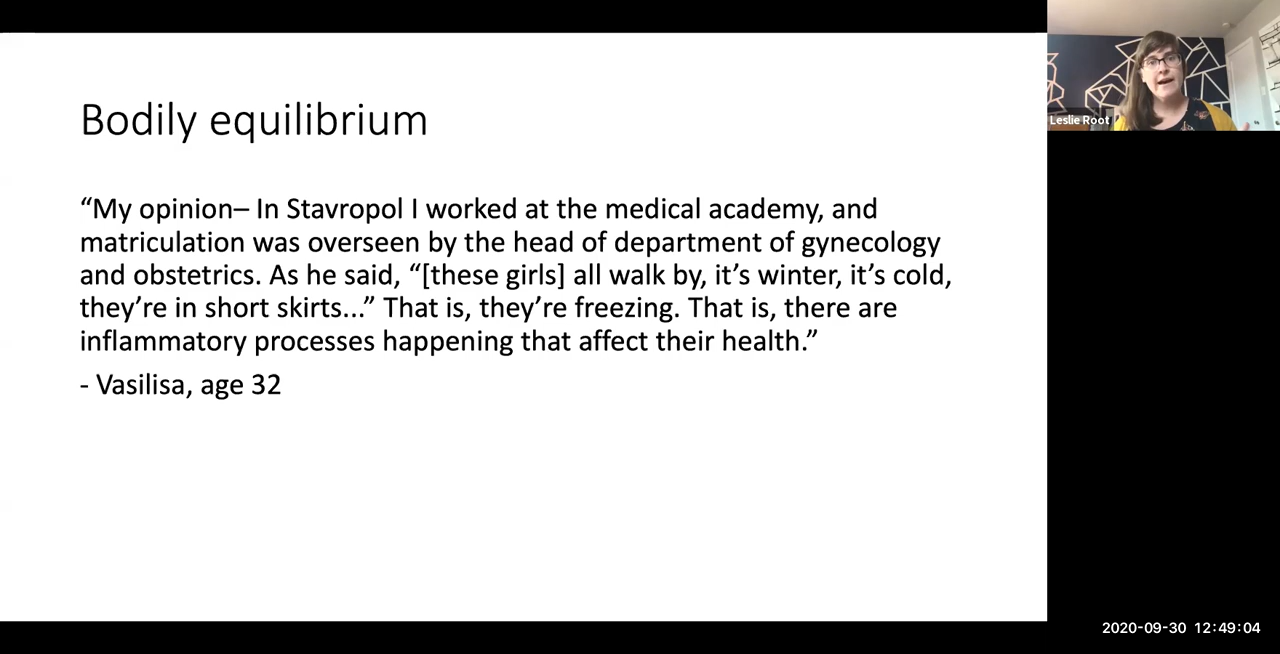 Bodily equilibrium
“My opinion– In Stavropol I worked at the medical academy, and
matriculation was overseen by the head of department of gynecology
and obstetrics. As he said, “[these girls] all walk by, it’s winter, it’s cold,
they’re in short skirts...” That is, they’re freezing. That is, there are
inflammatory processes happening that affect their health.”
- Vasilisa, age 32
Leslie Root
2020-09-30 12:49:04